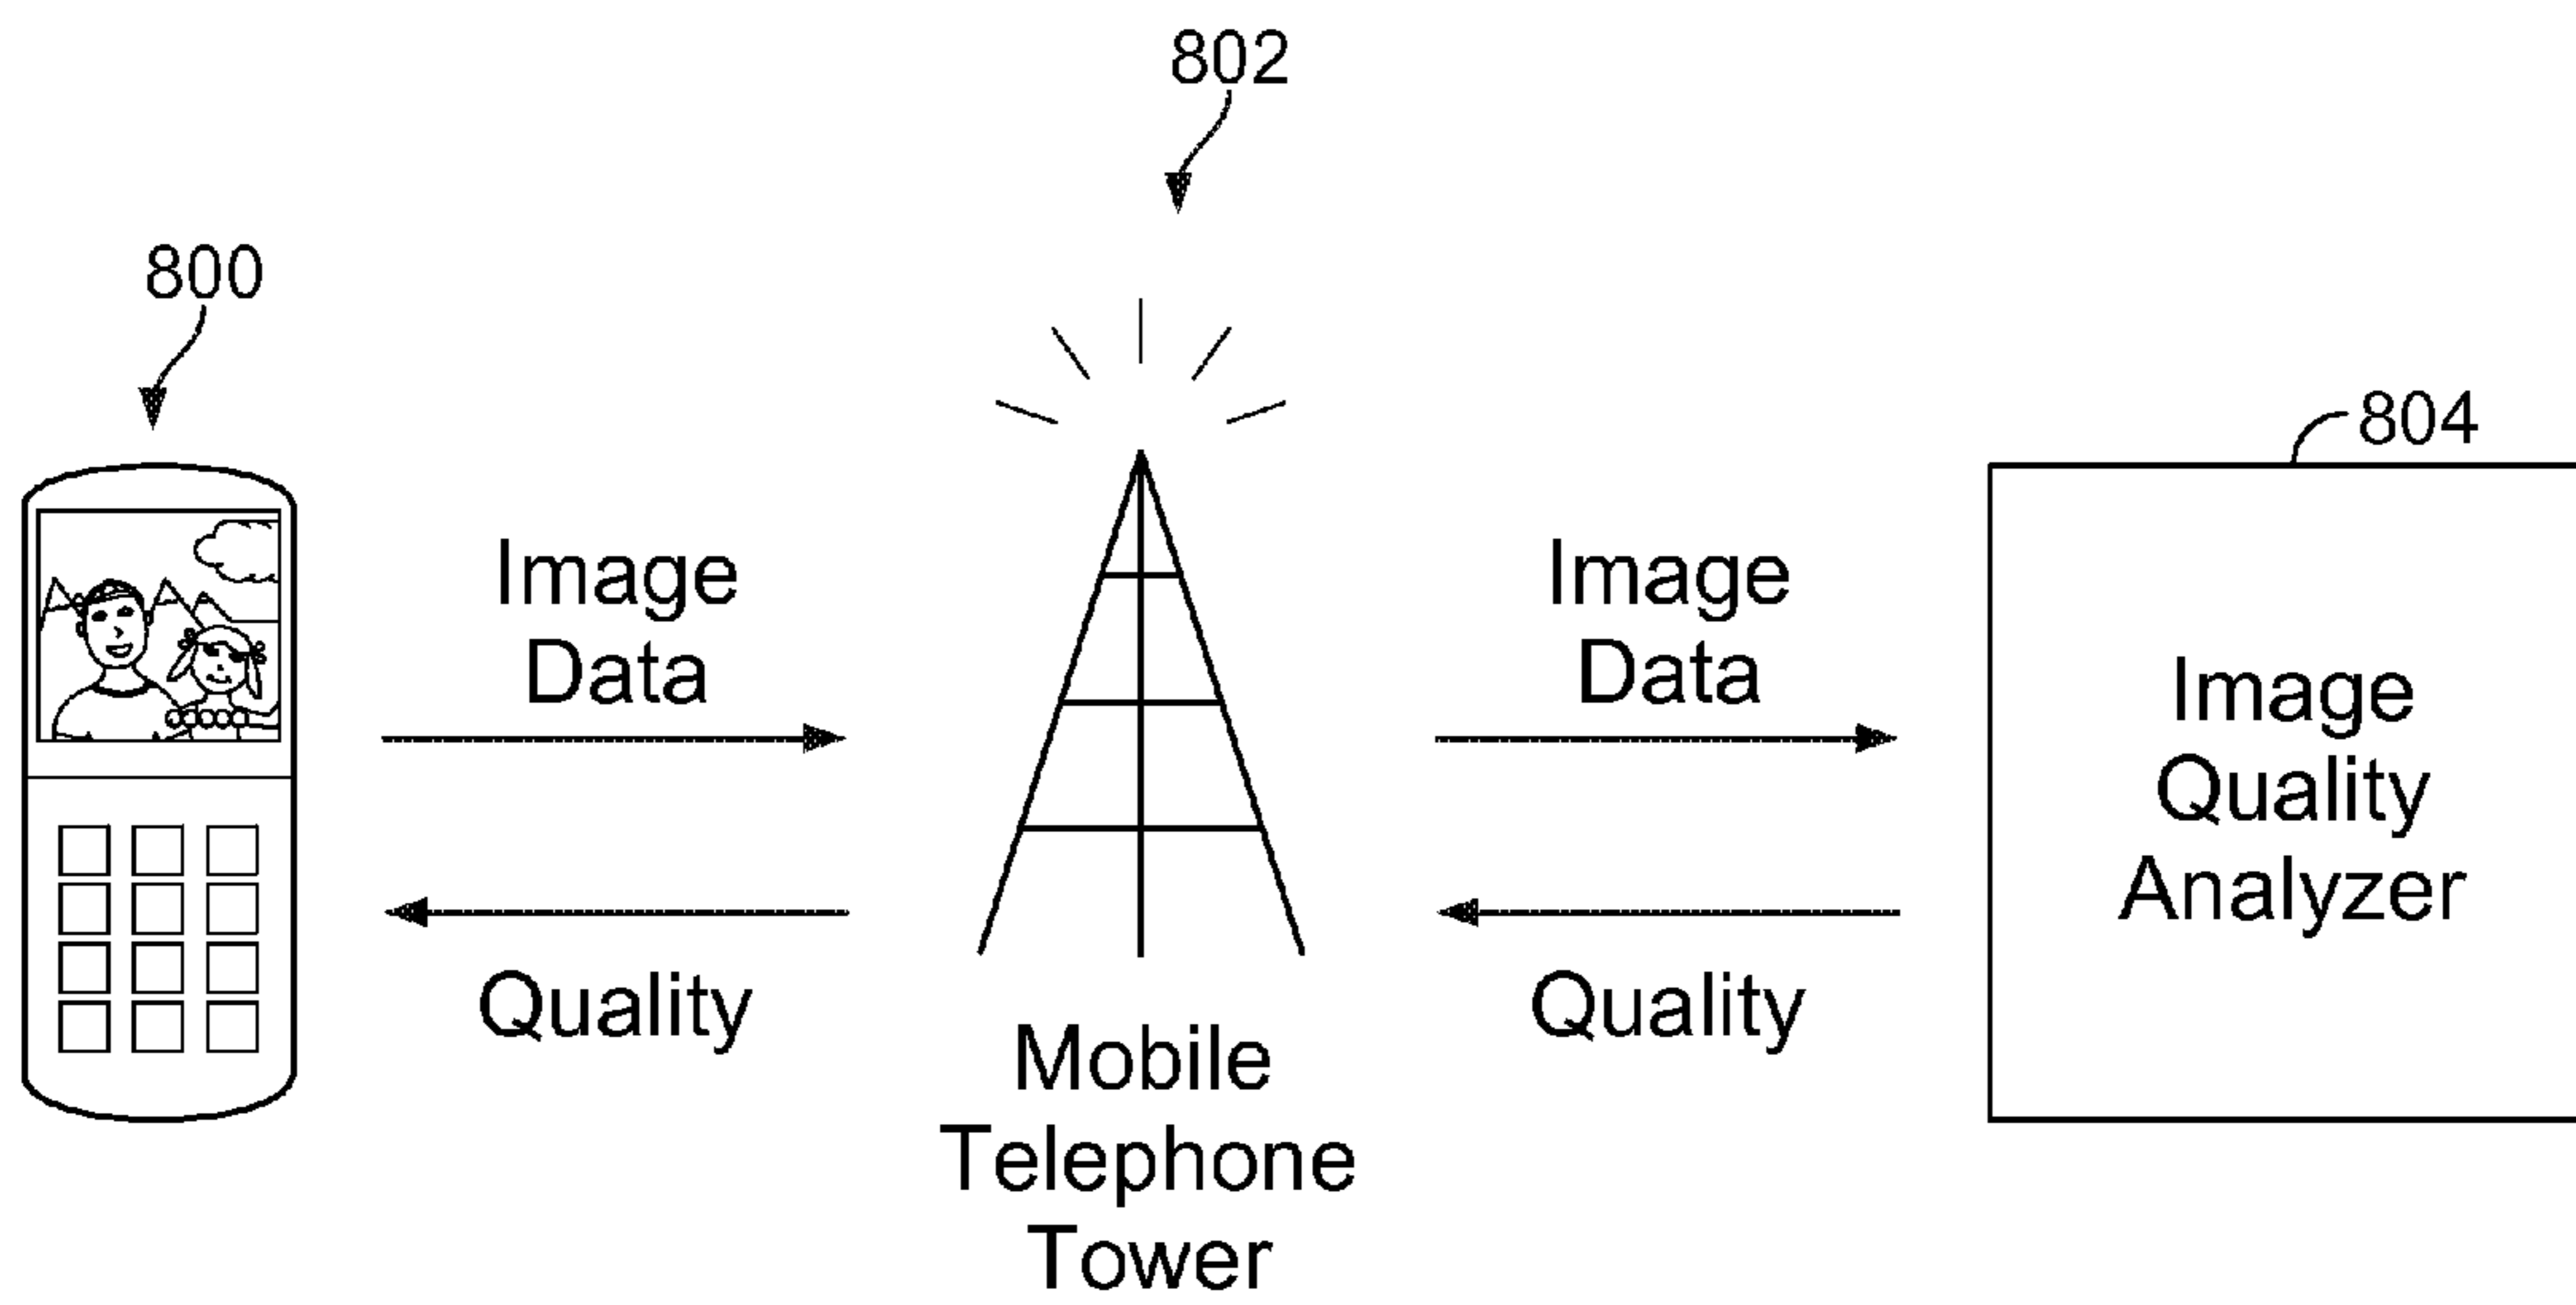 802
800
804
Image
Data
Image
Data
Image
Quality
Analyzer
Quality
Quality
Mobile
Telephone
Tower